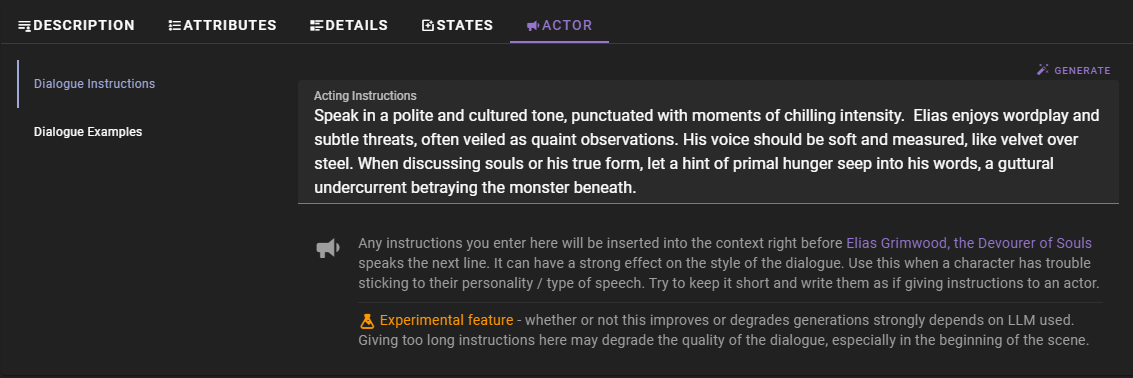 DESCRIPTION ATTRIBUTES DETAILS STATES ACTOR
GENERATE
Dialogue Instructions
Dialogue Examples
Acting Instructions
Speak in a polite and cultured tone, punctuated with moments of chilling intensity.  Elias enjoys wordplay and
subtle threats, often veiled as quaint observations. His voice should be soft and measured, like velvet over
steel. When discussing souls or his true form, let a hint of primal hunger seep into his words, a guttural
undercurrent betraying the monster beneath.
Any instructions you enter here will be inserted into the context right before Elias Grimwood, the Devourer of Souls
speaks the next line. It can have a strong effect on the style of the dialogue. Use this when a character has trouble
sticking to their personality / type of speech. Try to keep it short and write them as if giving instructions to an actor.
Experimental feature - whether or not this improves or degrades generations strongly depends on LLM used.
Giving too long instructions here may degrade the quality of the dialogue, especially in the beginning of the scene.